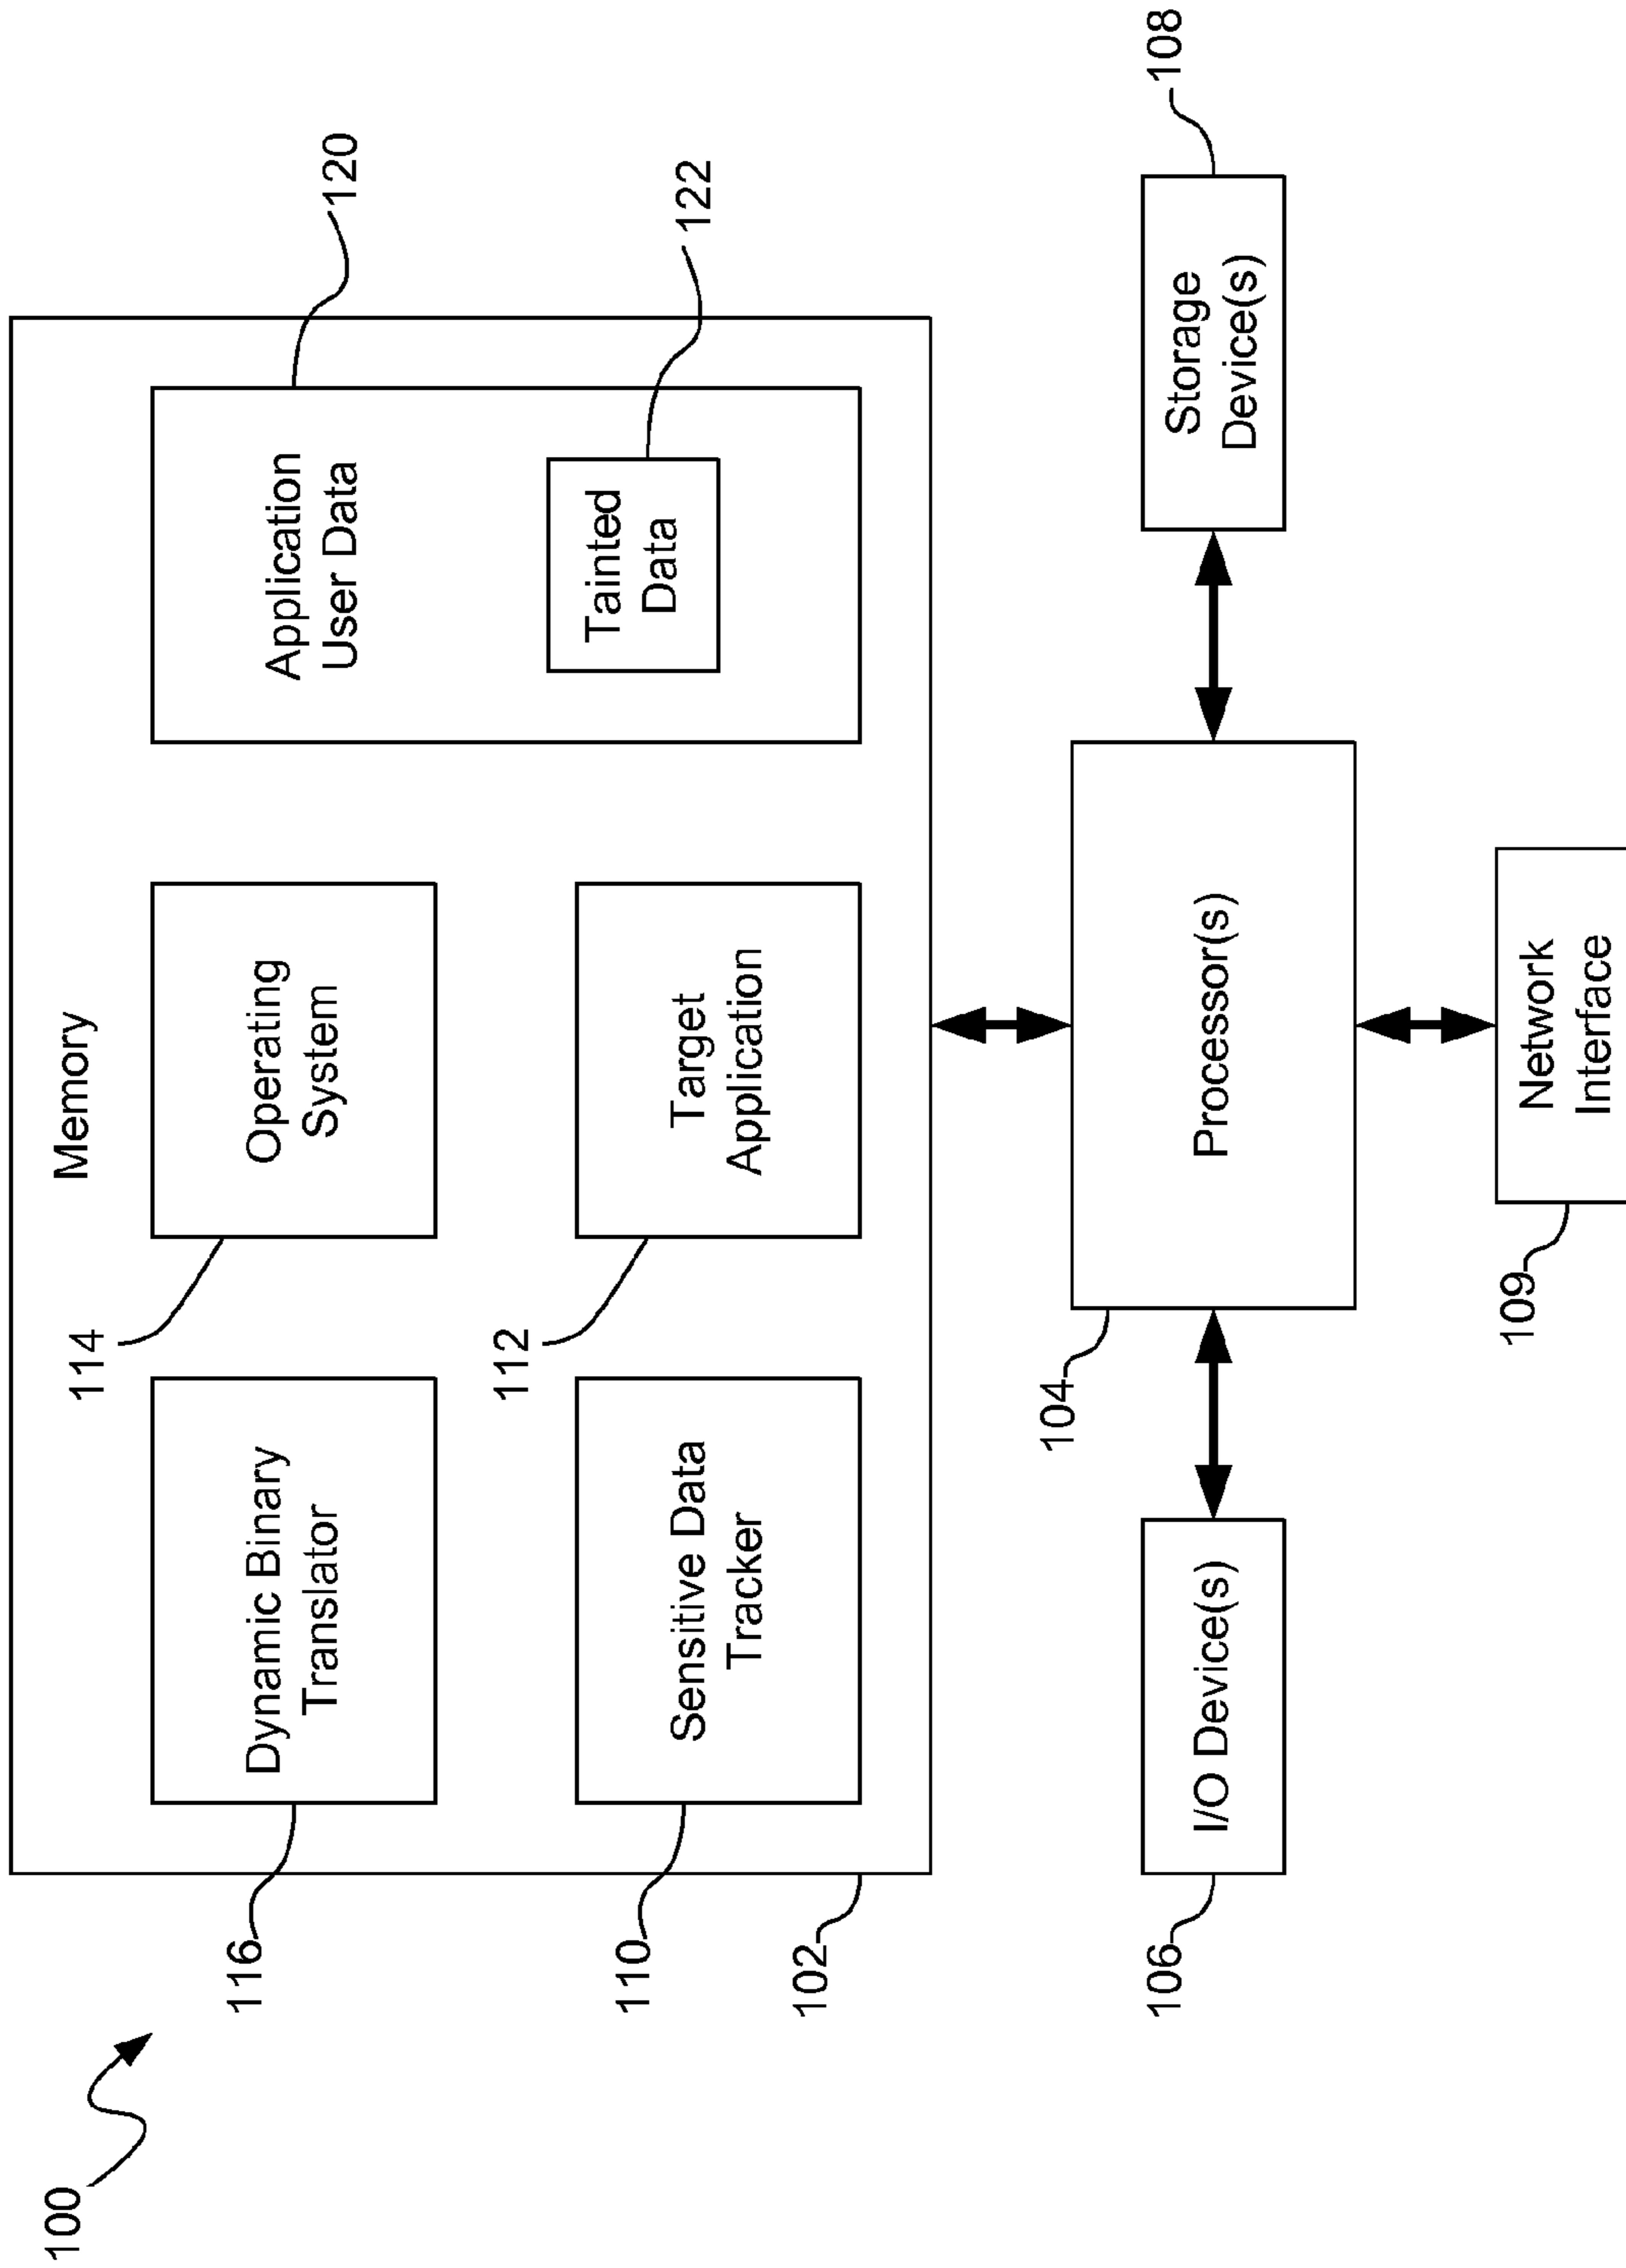 100
Memory
116
Dynamic Binary
Translator
114
Operating
System
Application
User Data
120
110
Sensitive Data
Tracker
112
Target
Application
Tainted
Data
122
102
104
Processor(s)
106
I/O Device(s)
Storage
Device(s)
108
109
Network
Interface